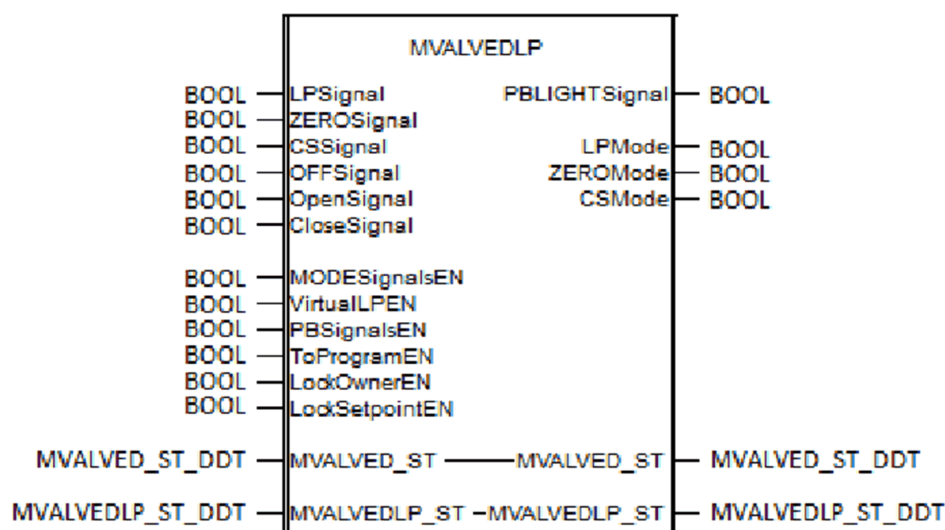 MVALVEDLP
BOOL LPSignal PBLIGHTSignal BOOL
BOOL ZEROSignal
BOOL CSSignal LPMode BOOL
BOOL OFFSignal ZEROMode BOOL
BOOL OpenSignal CSMode BOOL
BOOL CloseSignal
BOOL MODESignalsEN
BOOL VirtualLPEN
BOOL PBSignalsEN
BOOL ToProgramEN
BOOL LockOwnerEN
BOOL LockSetpointEN
MVALVED_ST_DDT MVALVED_ST MVALVED_ST MVALVED_ST_DDT
MVALVEDLP_ST_DDT MVALVEDLP_ST MVALVEDLP_ST MVALVEDLP_ST_DDT